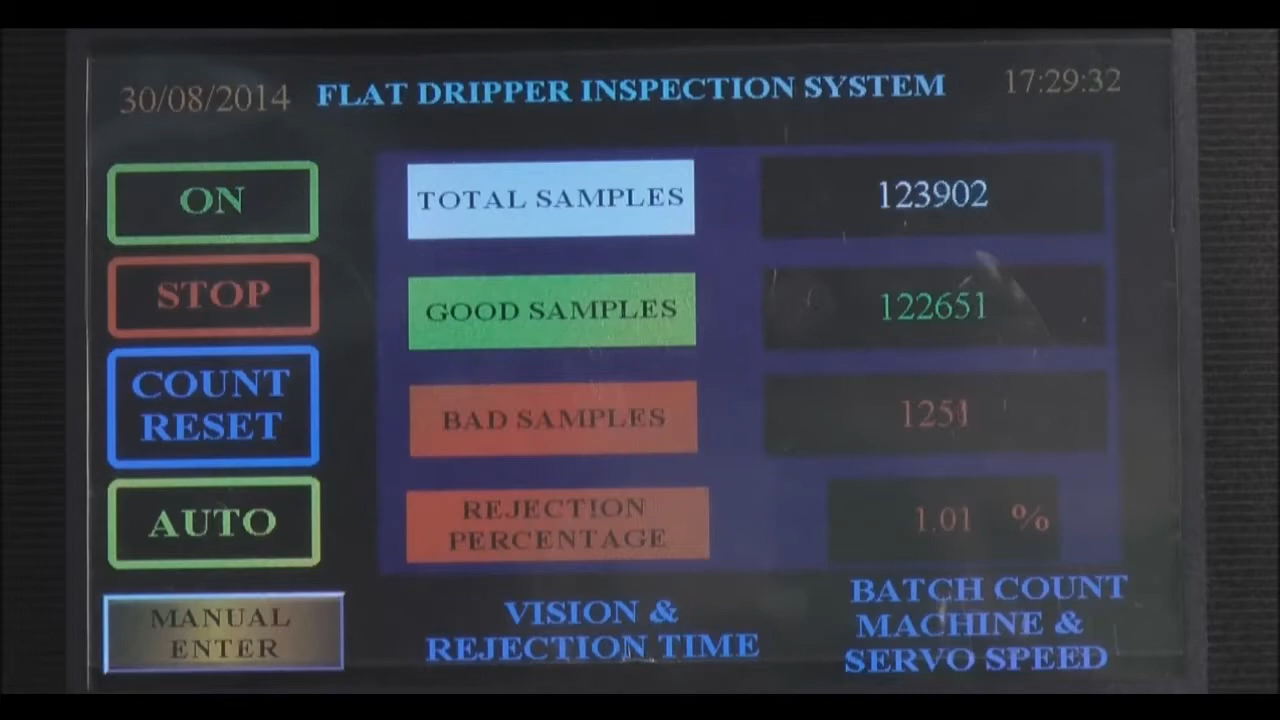 30/08/2014 FLAT DRIPPER INSPECTION SYSTEM 17:29:32
ON
TOTAL SAMPLES 123902
STOP
GOOD SAMPLES 122651
COUNT
RESET
BAD SAMPLES 1251
AUTO
REJECTION
PERCENTAGE
1.01 %
MANUAL
ENTER
VISION &
REJECTION TIME
BATCH COUNT
MACHINE &
SERVO SPEED